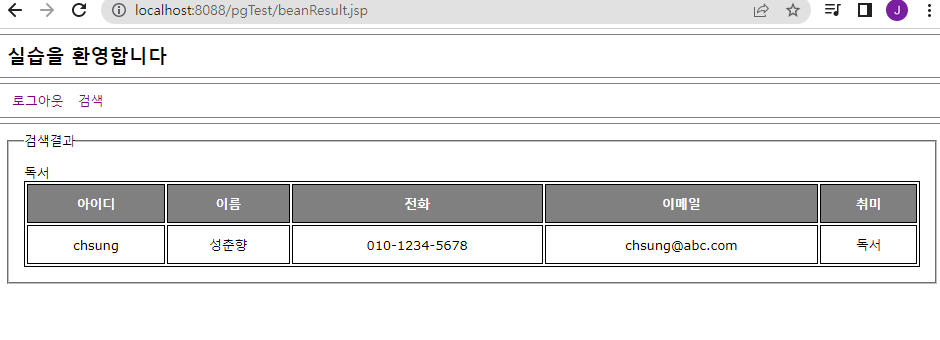 localhost:8088/pgTest/beanResult.jsp
J
실습을 환영합니다
로그아웃 검색
검색결과
독서
아이디 이름 전화 이메일 취미
chsung 성춘향 010-1234-5678 chsung@abc.com 독서